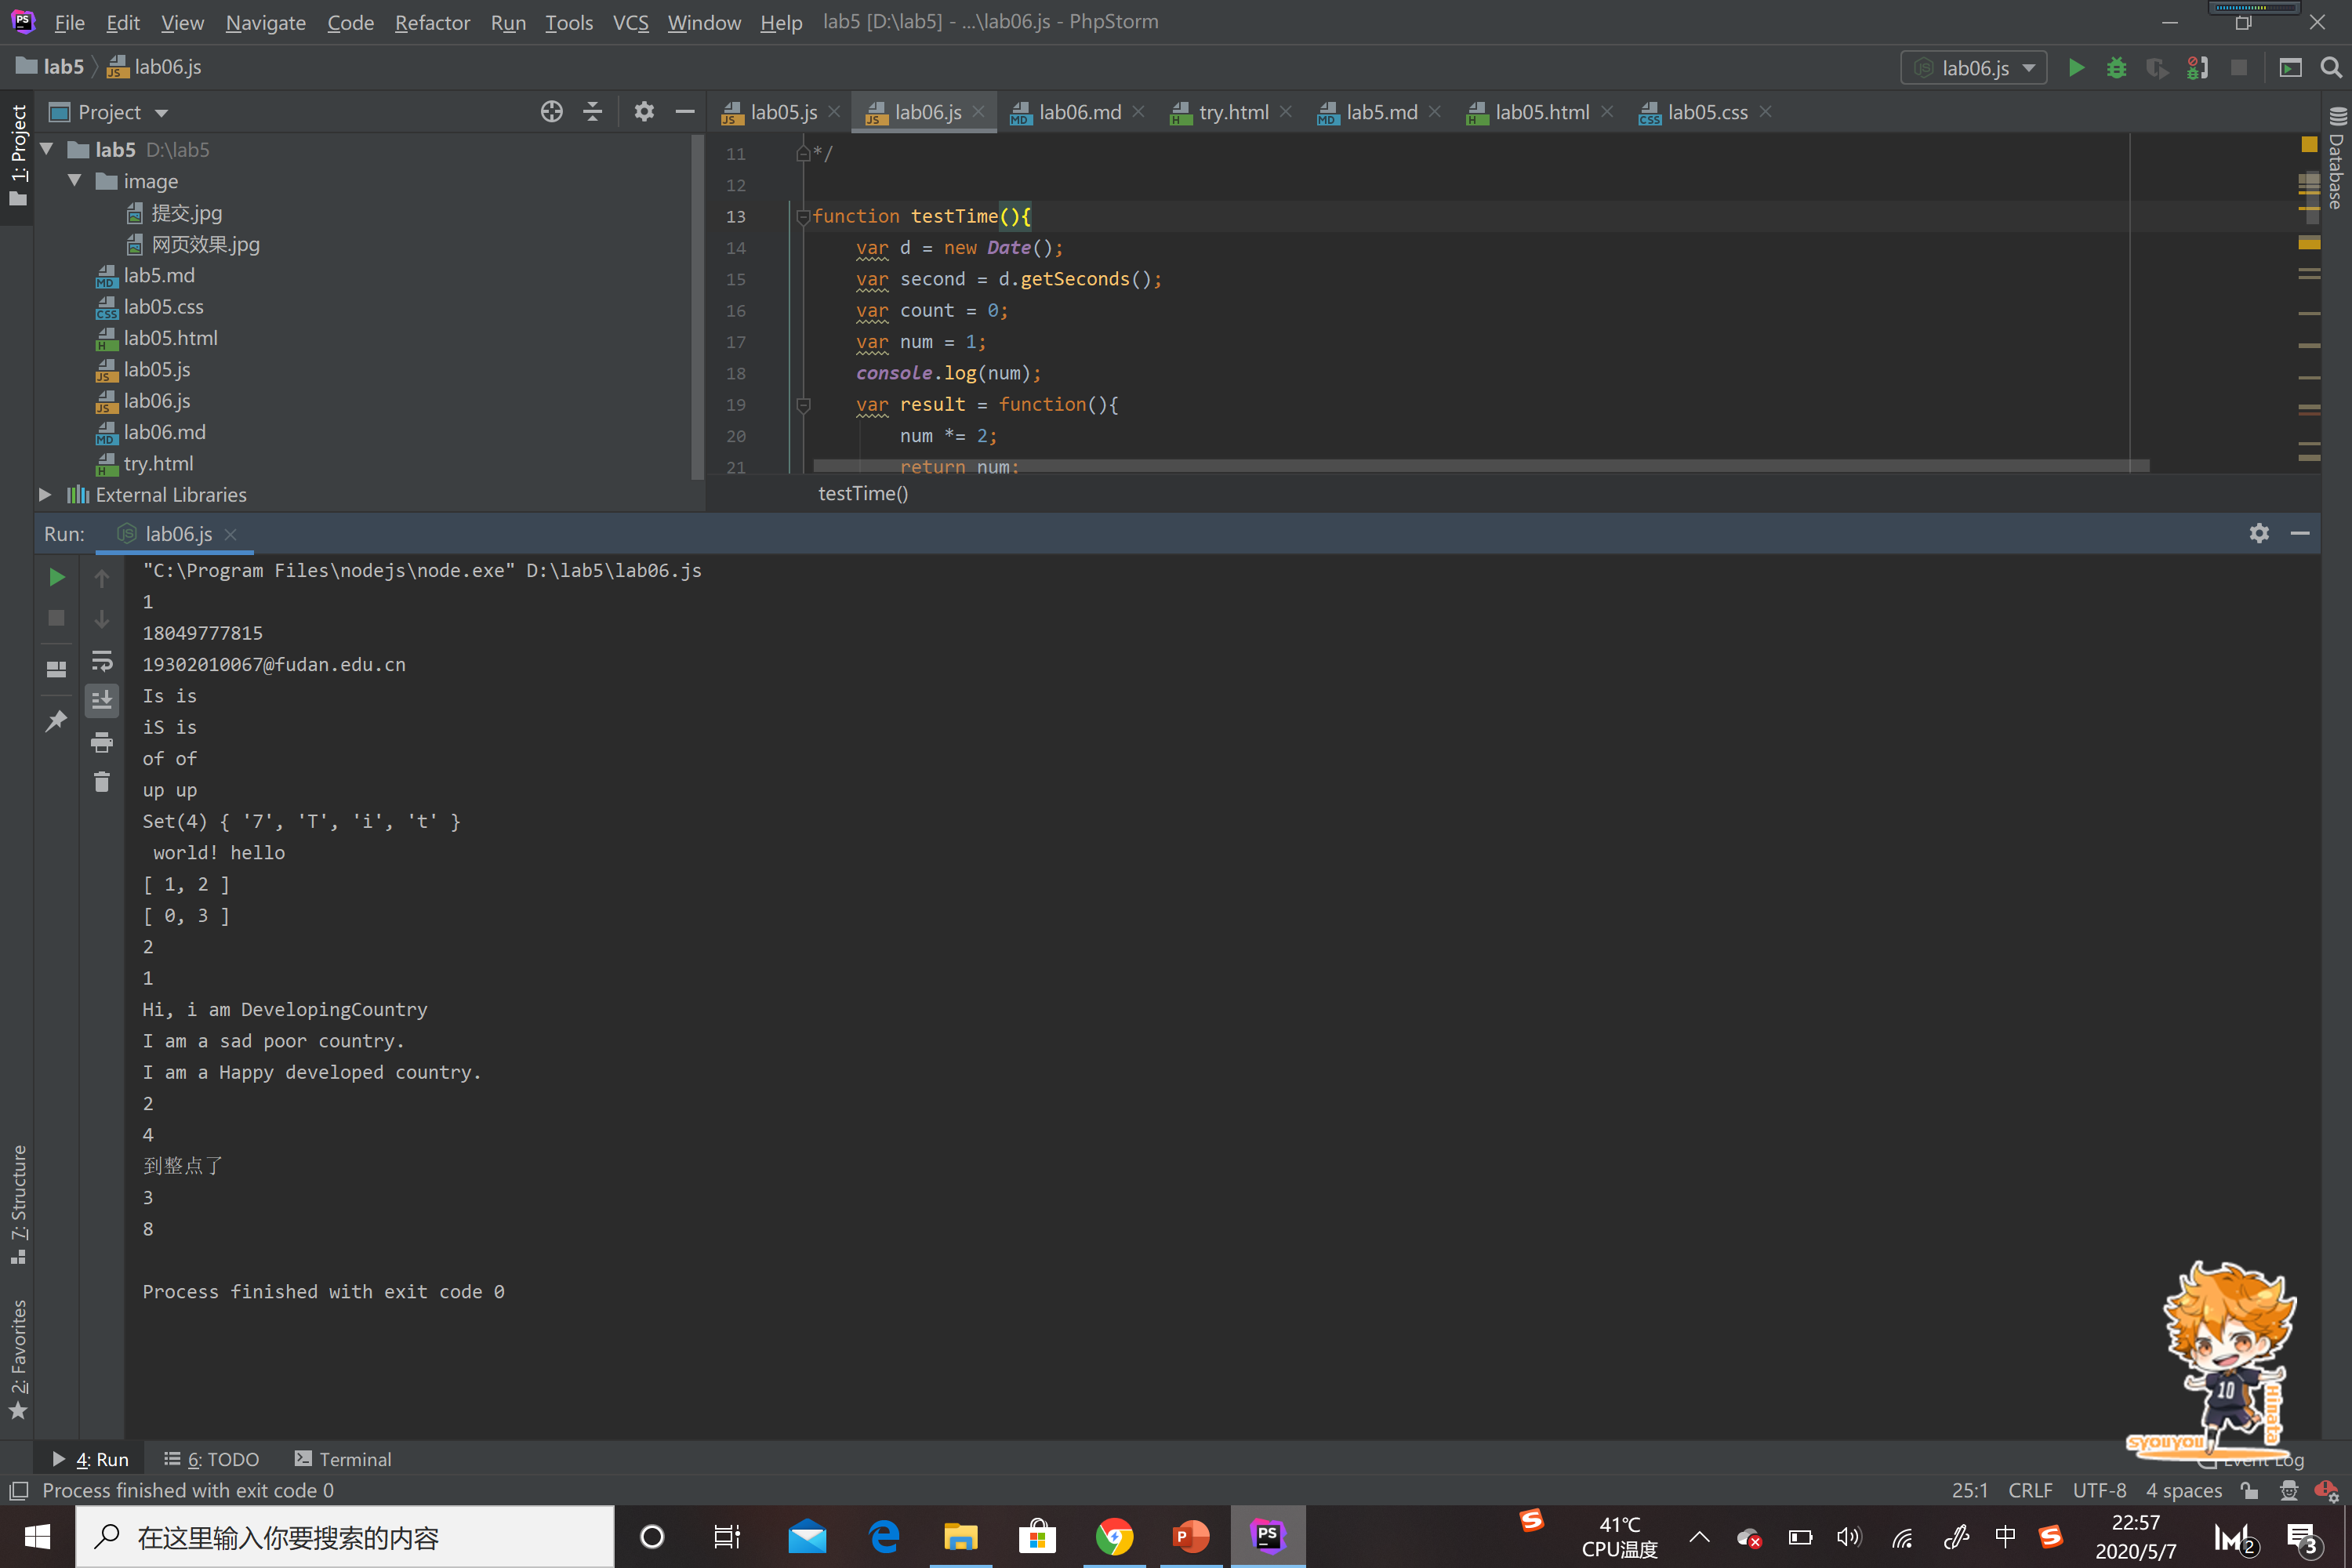 File Edit View Navigate Code Refactor Run Tools VCS Window Help lab5 [D:\lab5] - ...\lab06.js - PhpStorm
lab5 lab06.js
lab06.js
1: Project
Project
lab05.js lab06.js lab06.md try.html lab5.md lab05.html lab05.css
Database
lab5 D:\lab5
image
提交.jpg
网页效果.jpg
lab5.md
lab05.css
lab05.html
lab05.js
lab06.js
lab06.md
try.html
External Libraries
11 */
12
13 function testTime(){
14 var d = new Date();
15 var second = d.getSeconds();
16 var count = 0;
17 var num = 1;
18 console.log(num);
19 var result = function(){
20 num *= 2;
21 return num;
testTime()
Run: lab06.js
"C:\Program Files\nodejs\node.exe" D:\lab5\lab06.js
1
18049777815
19302010067@fudan.edu.cn
Is is
iS is
of of
up up
Set(4) { '7', 'T', 'i', 't' }
 world! hello
[ 1, 2 ]
[ 0, 3 ]
2
1
Hi, i am DevelopingCountry
I am a sad poor country.
I am a Happy developed country.
2
4
到整点了
3
8
Process finished with exit code 0
7: Structure
2: Favorites
10
Hinata
syouyou
4: Run 6: TODO Terminal Event Log
Process finished with exit code 0 25:1 CRLF UTF-8 4 spaces
在这里输入你要搜索的内容
41℃
CPU温度
中
22:57
2020/5/7
2
3